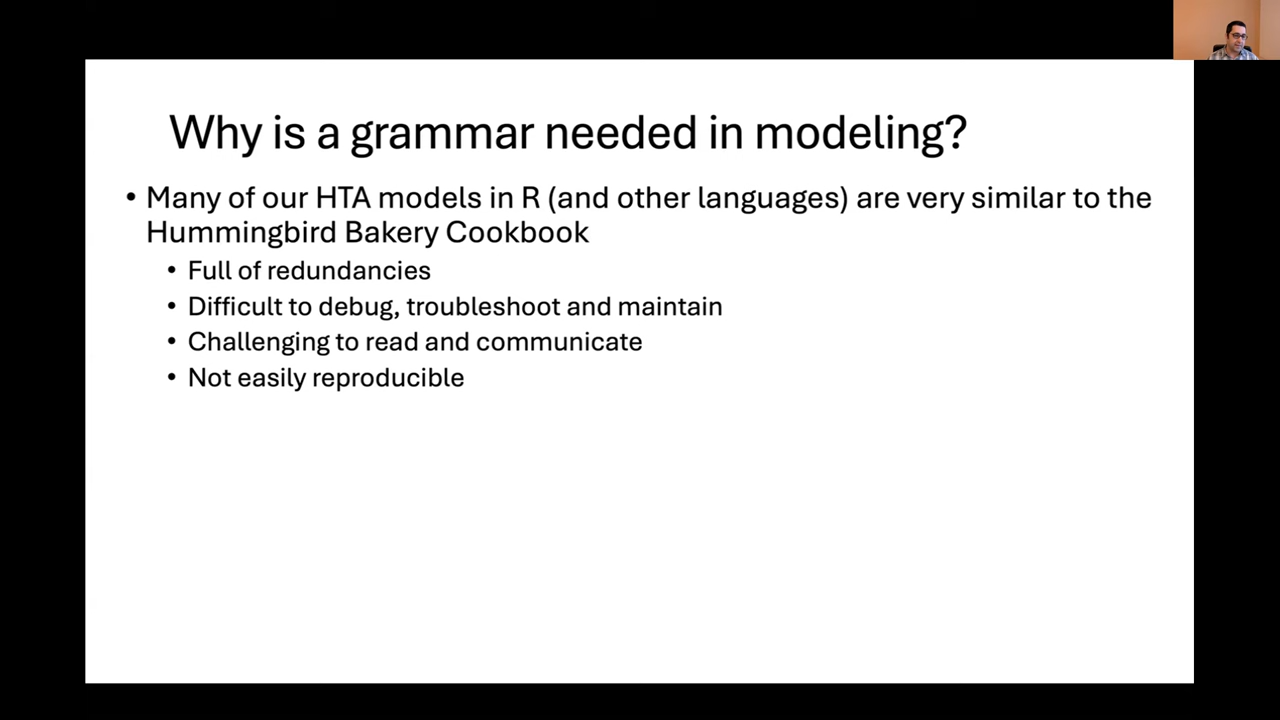 Why is a grammar needed in modeling?
• Many of our HTA models in R (and other languages) are very similar to the
Hummingbird Bakery Cookbook
• Full of redundancies
• Difficult to debug, troubleshoot and maintain
• Challenging to read and communicate
• Not easily reproducible